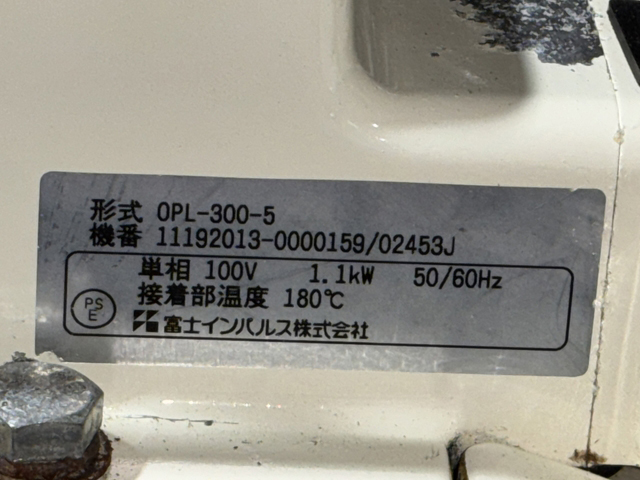 形式 OPL-300-5
機番 11192013-0000159/02453J
単相 100V 1.1kW 50/60Hz
接着部温度 180℃
PS
E
富士インパルス株式会社